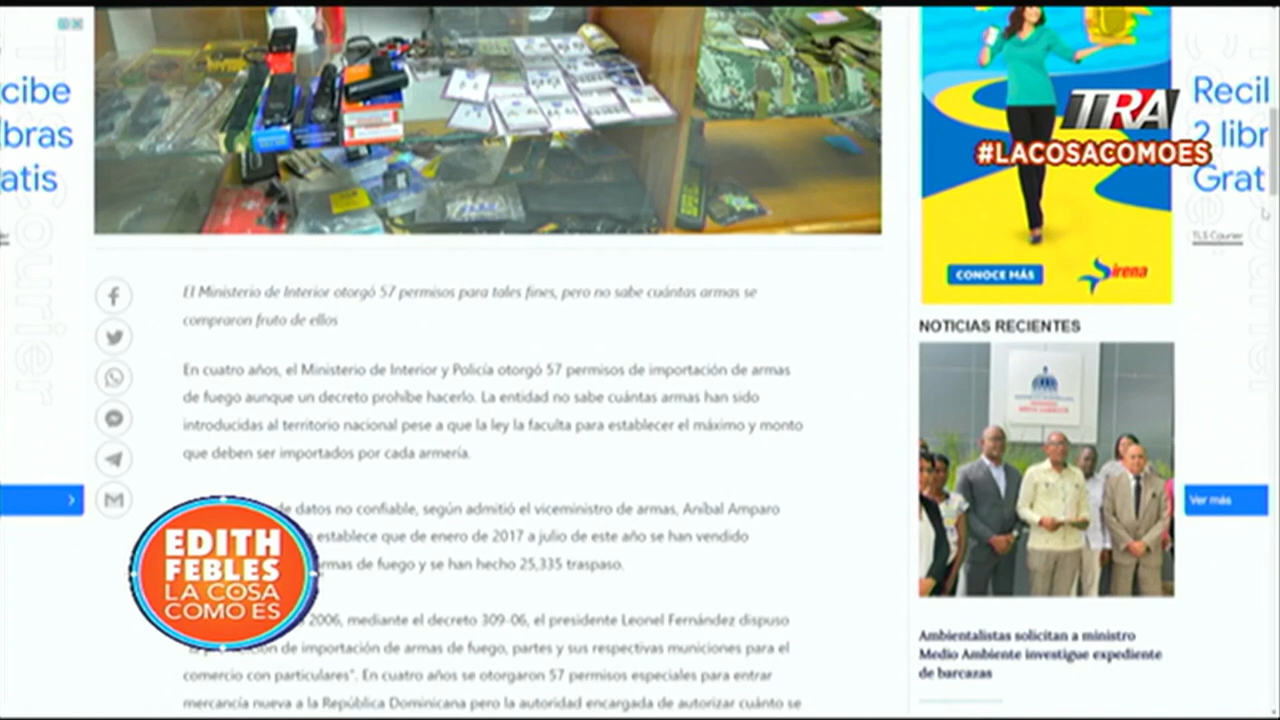 cibe
bras
atis
TRA
#LACOSACOMOES
Recil
2 libr
Grat
TLS Courier
CONOCE MÁS
Sirena
El Ministerio de Interior otorgó 57 permisos para tales fines, pero no sabe cuántas armas se
compraron fruto de ellos
En cuatro años, el Ministerio de Interior y Policía otorgó 57 permisos de importación de armas
de fuego aunque un decreto prohíbe hacerlo. La entidad no sabe cuántas armas han sido
introducidas al territorio nacional pese a que la ley la faculta para establecer el máximo y monto
que deben ser importados por cada armería.
de datos no confiable, según admitió el viceministro de armas, Aníbal Amparo
establece que de enero de 2017 a julio de este año se han vendido
rmas de fuego y se han hecho 25,335 traspaso.
2006, mediante el decreto 309-06, el presidente Leonel Fernández dispuso
de importación de armas de fuego, partes y sus respectivas municiones para el
comercio con particulares". En cuatro años se otorgaron 57 permisos especiales para entrar
mercancía nueva a la República Dominicana pero la autoridad encargada de autorizar cuánto se
EDITH
FEBLES
LA COSA
COMO ES
NOTICIAS RECIENTES
Ver más
Ambientalistas solicitan a ministro
Medio Ambiente investigue expediente
de barcazas